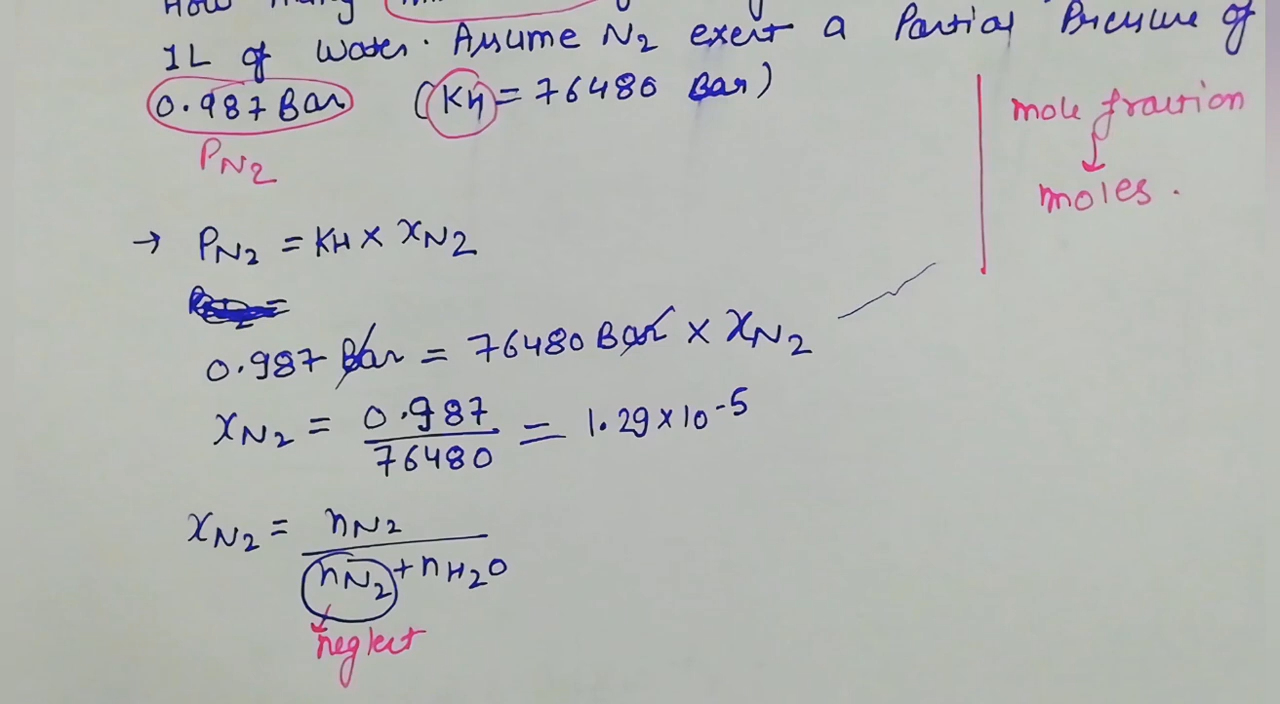 How many
1L of water. Assume N2 exert a Partial Pressure of
0.987 Bar (KH = 76480 Bar)
PN2
mole fraction
↓
moles.
→ PN2 = KH × xN2
0.987 Bar = 76480 Bar × xN2
xN2 = 0.987 / 76480 = 1.29 × 10^-5
xN2 = nN2 / nN2 + nH2O
neglect